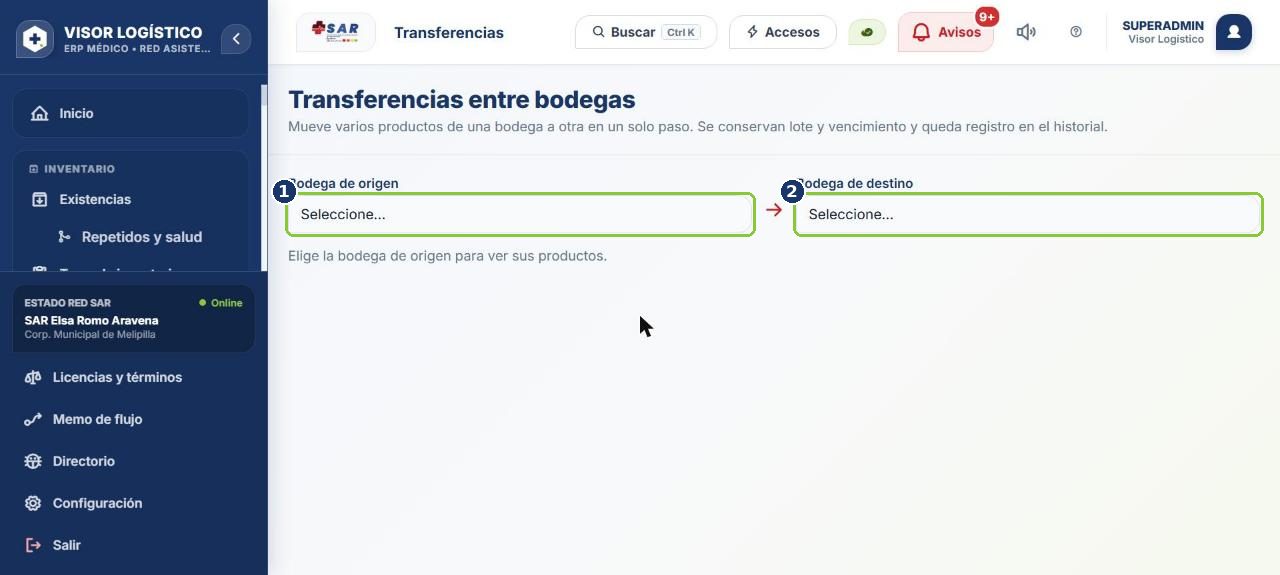 VISOR LOGÍSTICO
ERP MÉDICO • RED ASISTE...
Inicio
INVENTARIO
Existencias
Repetidos y salud
ESTADO RED SAR
Online
SAR Elsa Romo Aravena
Corp. Municipal de Melipilla
Licencias y términos
Memo de flujo
Directorio
Configuración
Salir
SAR
Transferencias
Buscar Ctrl K
Accesos
Avisos
9+
SUPERADMIN
Visor Logístico
Transferencias entre bodegas
Mueve varios productos de una bodega a otra en un solo paso. Se conservan lote y vencimiento y queda registro en el historial.
1
Bodega de origen
Seleccione...
2
Bodega de destino
Seleccione...
Elige la bodega de origen para ver sus productos.